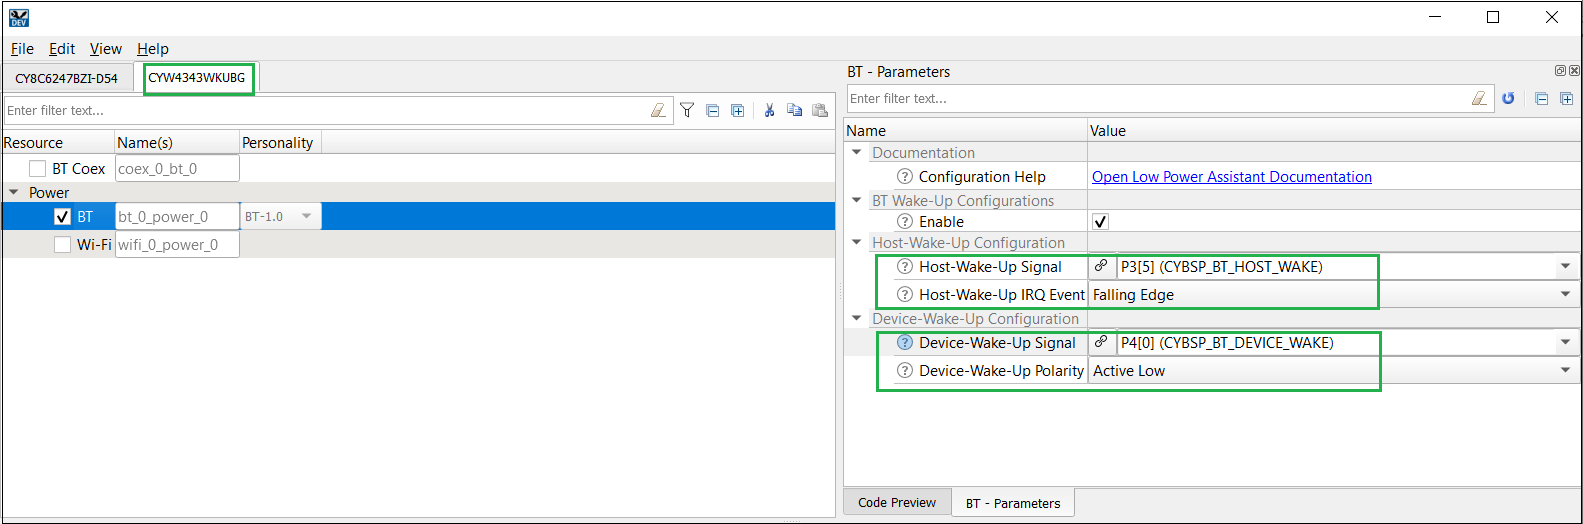 DEV
File Edit View Help
CY8C6247BZI-D54 CYW4343WKUBG
Enter filter text...
Resource Name(s) Personality
BT Coex coex_0_bt_0
Power
BT bt_0_power_0 BT-1.0
Wi-Fi wifi_0_power_0
BT - Parameters
Enter filter text...
Name Value
Documentation
? Configuration Help Open Low Power Assistant Documentation
BT Wake-Up Configurations
? Enable
Host-Wake-Up Configuration
? Host-Wake-Up Signal P3[5] (CYBSP_BT_HOST_WAKE)
? Host-Wake-Up IRQ Event Falling Edge
Device-Wake-Up Configuration
? Device-Wake-Up Signal P4[0] (CYBSP_BT_DEVICE_WAKE)
? Device-Wake-Up Polarity Active Low
Code Preview BT - Parameters